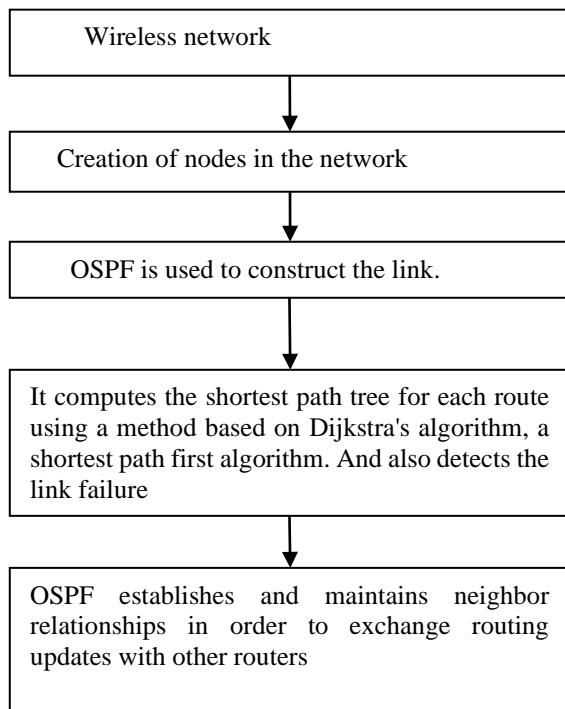 Wireless network
Creation of nodes in the network
OSPF is used to construct the link.
It computes the shortest path tree for each route
using a method based on Dijkstra's algorithm, a
shortest path first algorithm. And also detects the
link failure
OSPF establishes and maintains neighbor
relationships in order to exchange routing
updates with other routers